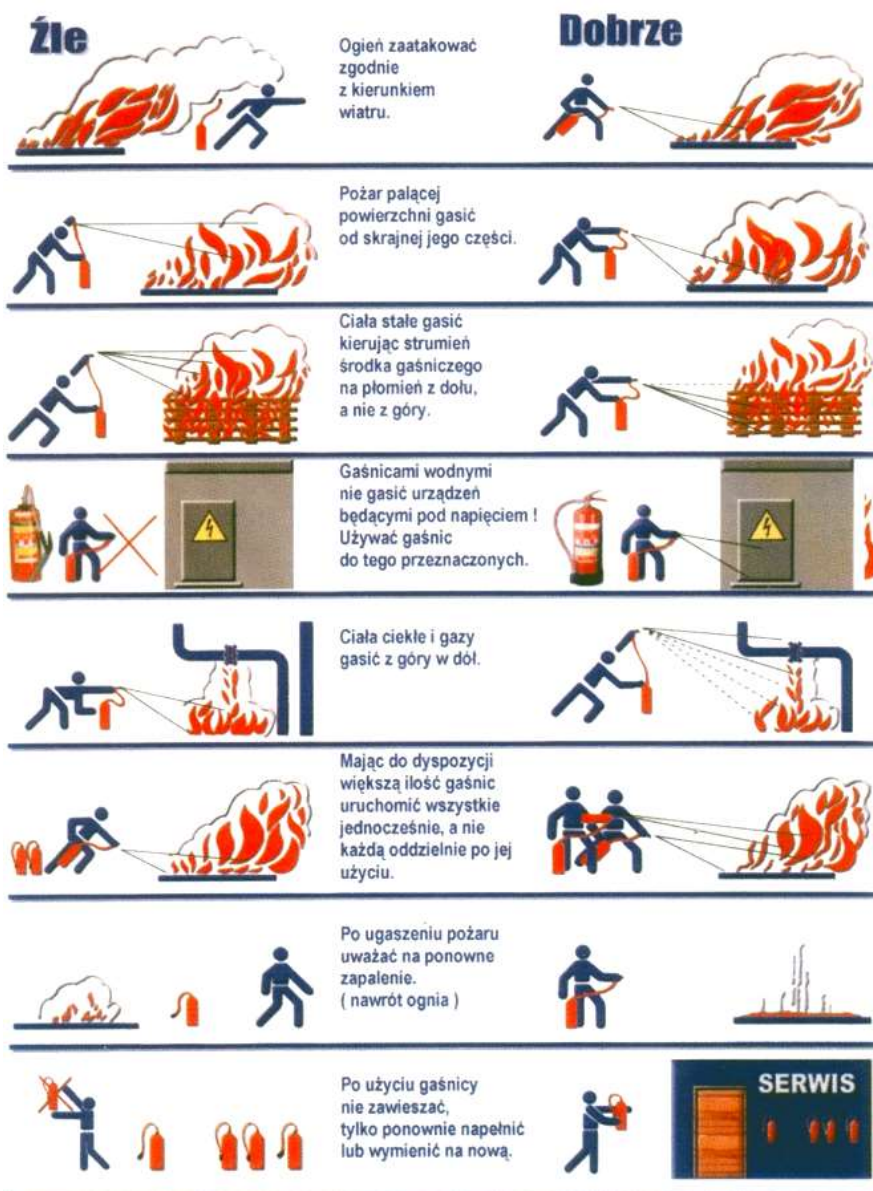 Źle
Dobrze
Ogień zaatakować
zgodnie
z kierunkiem
wiatru.
Pożar palącej
powierzchni gasić
od skrajnej jego części.
Ciała stałe gasić
kierując strumień
środka gaśniczego
na płomień z dołu,
a nie z góry.
Gaśnicami wodnymi
nie gasić urządzeń
będącymi pod napięciem !
Używać gaśnic
do tego przeznaczonych.
Ciała ciekłe i gazy
gasić z góry w dół.
Mając do dyspozycji
większą ilość gaśnic
uruchomić wszystkie
jednocześnie, a nie
każdą oddzielnie po jej
użyciu.
Po ugaszeniu pożaru
uważać na ponowne
zapalenie.
( nawrót ognia )
Po użyciu gaśnicy
nie zawieszać,
tylko ponownie napełnić
lub wymienić na nową.
SERWIS